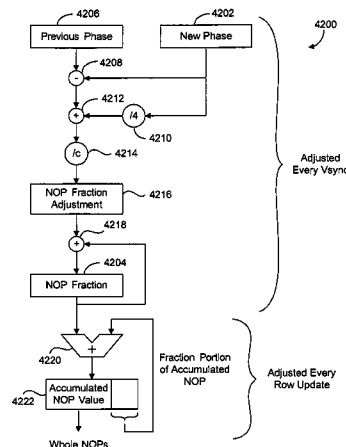 4206
4202
4200
Previous Phase
New Phase
4208
-
4212
+
/4
4210
/c
4214
Adjusted
Every Vsync
NOP Fraction
Adjustment
4216
4218
+
4204
NOP Fraction
+
4220
Fraction Portion
of Accumulated
NOP
Adjusted Every
Row Update
Accumulated
NOP Value
4222
Whole NOPs